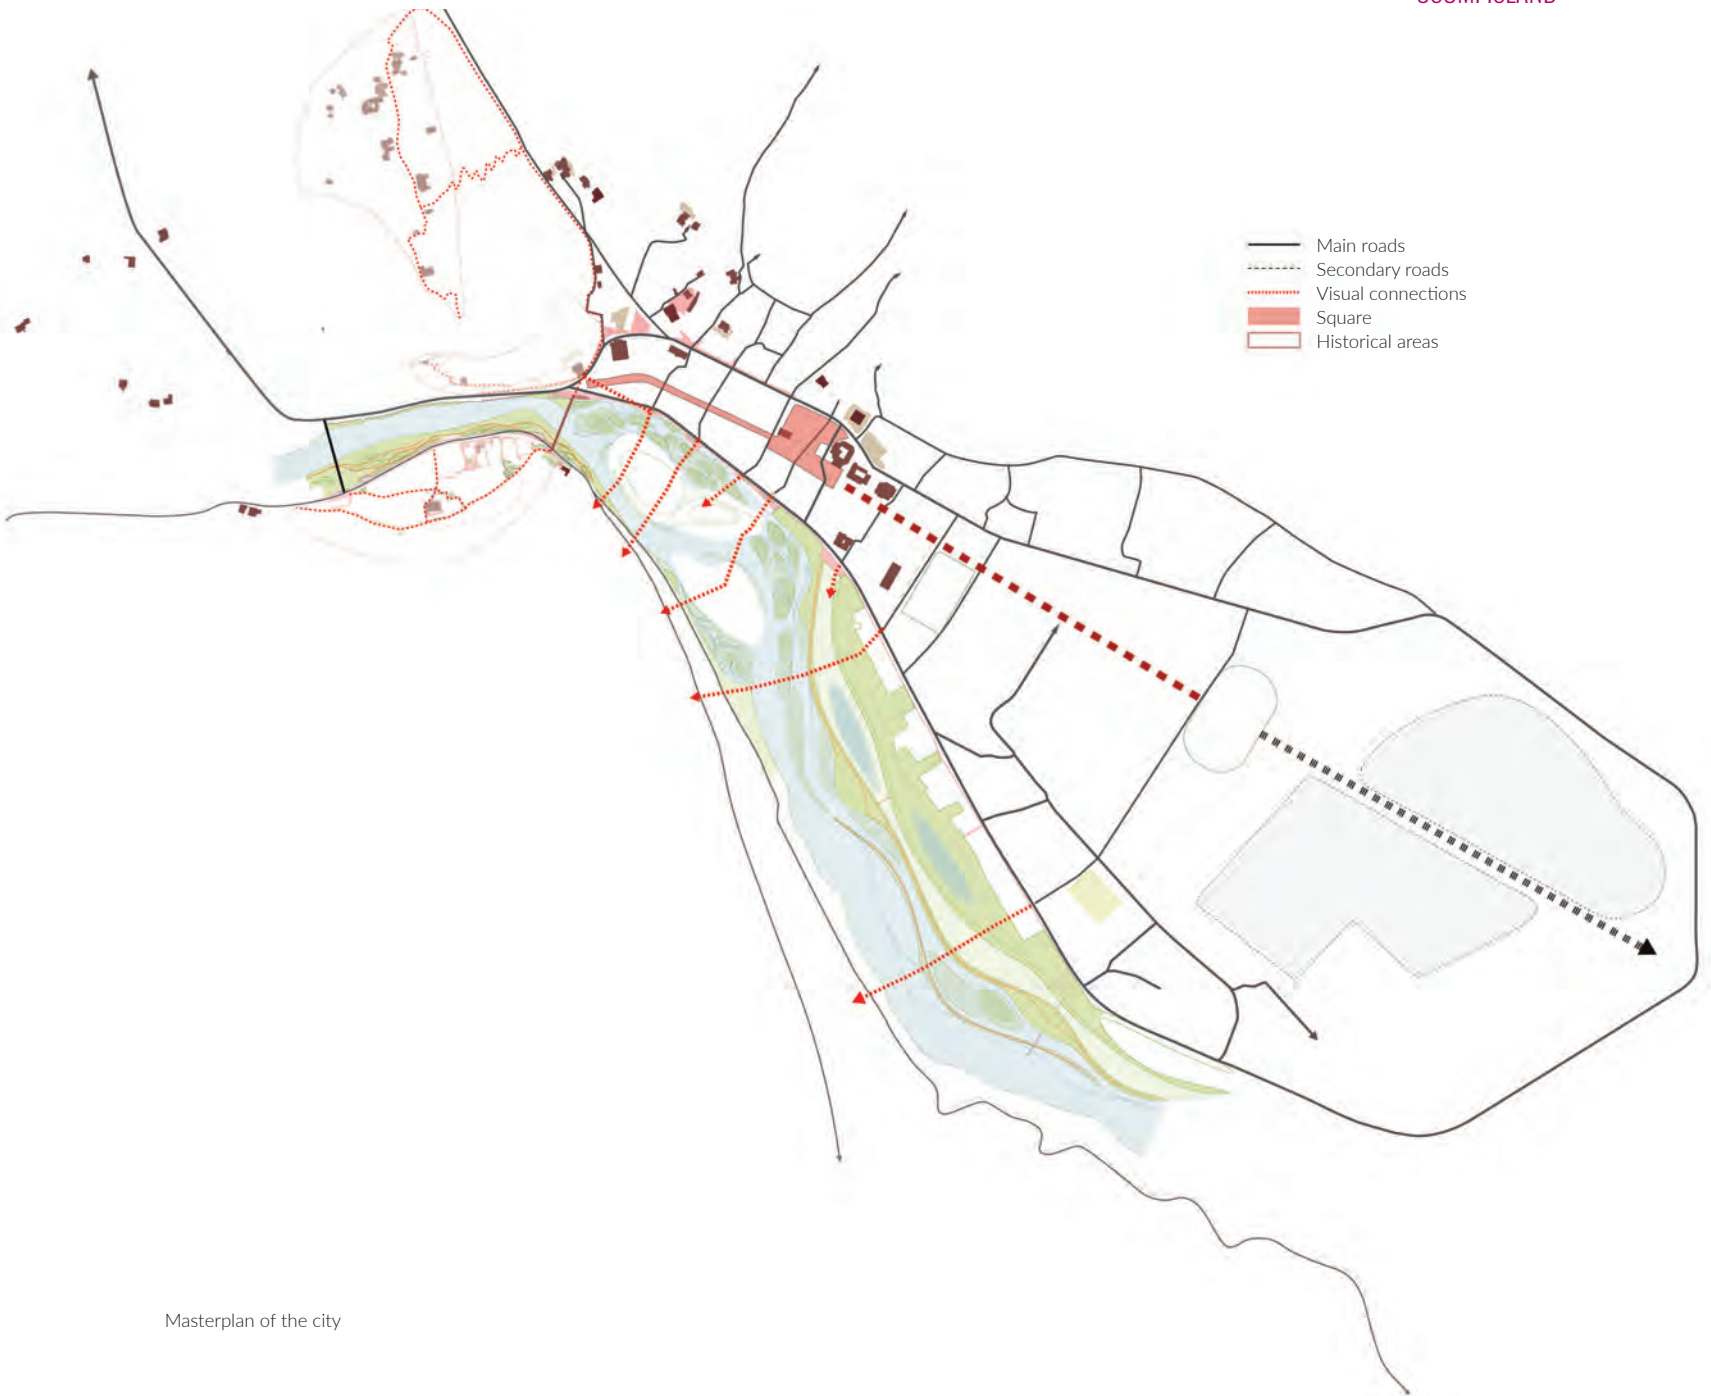 Main roads
Secondary roads
Visual connections
Square
Historical areas
Masterplan of the city